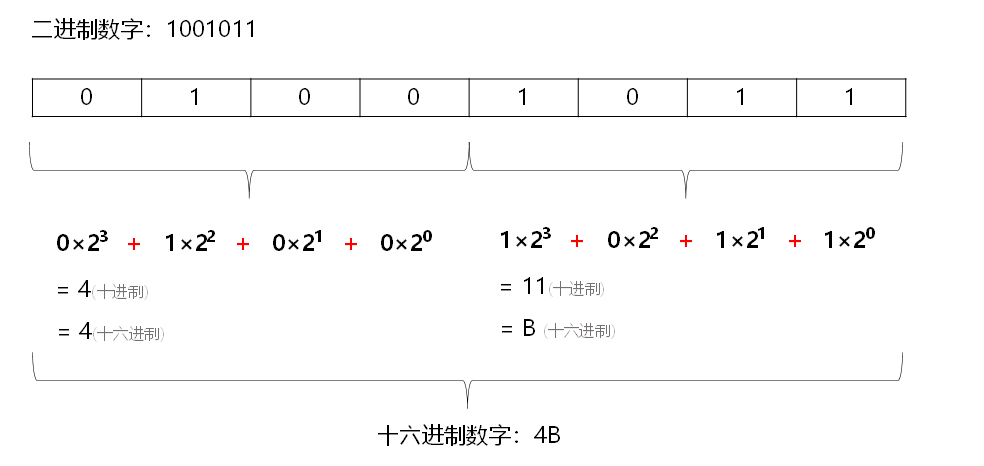 二进制数字：1001011
0 1 0 0 1 0 1 1
0×2³ + 1×2² + 0×2¹ + 0×2⁰
= 4(十进制)
= 4(十六进制)
1×2³ + 0×2² + 1×2¹ + 1×2⁰
= 11(十进制)
= B (十六进制)
十六进制数字：4B